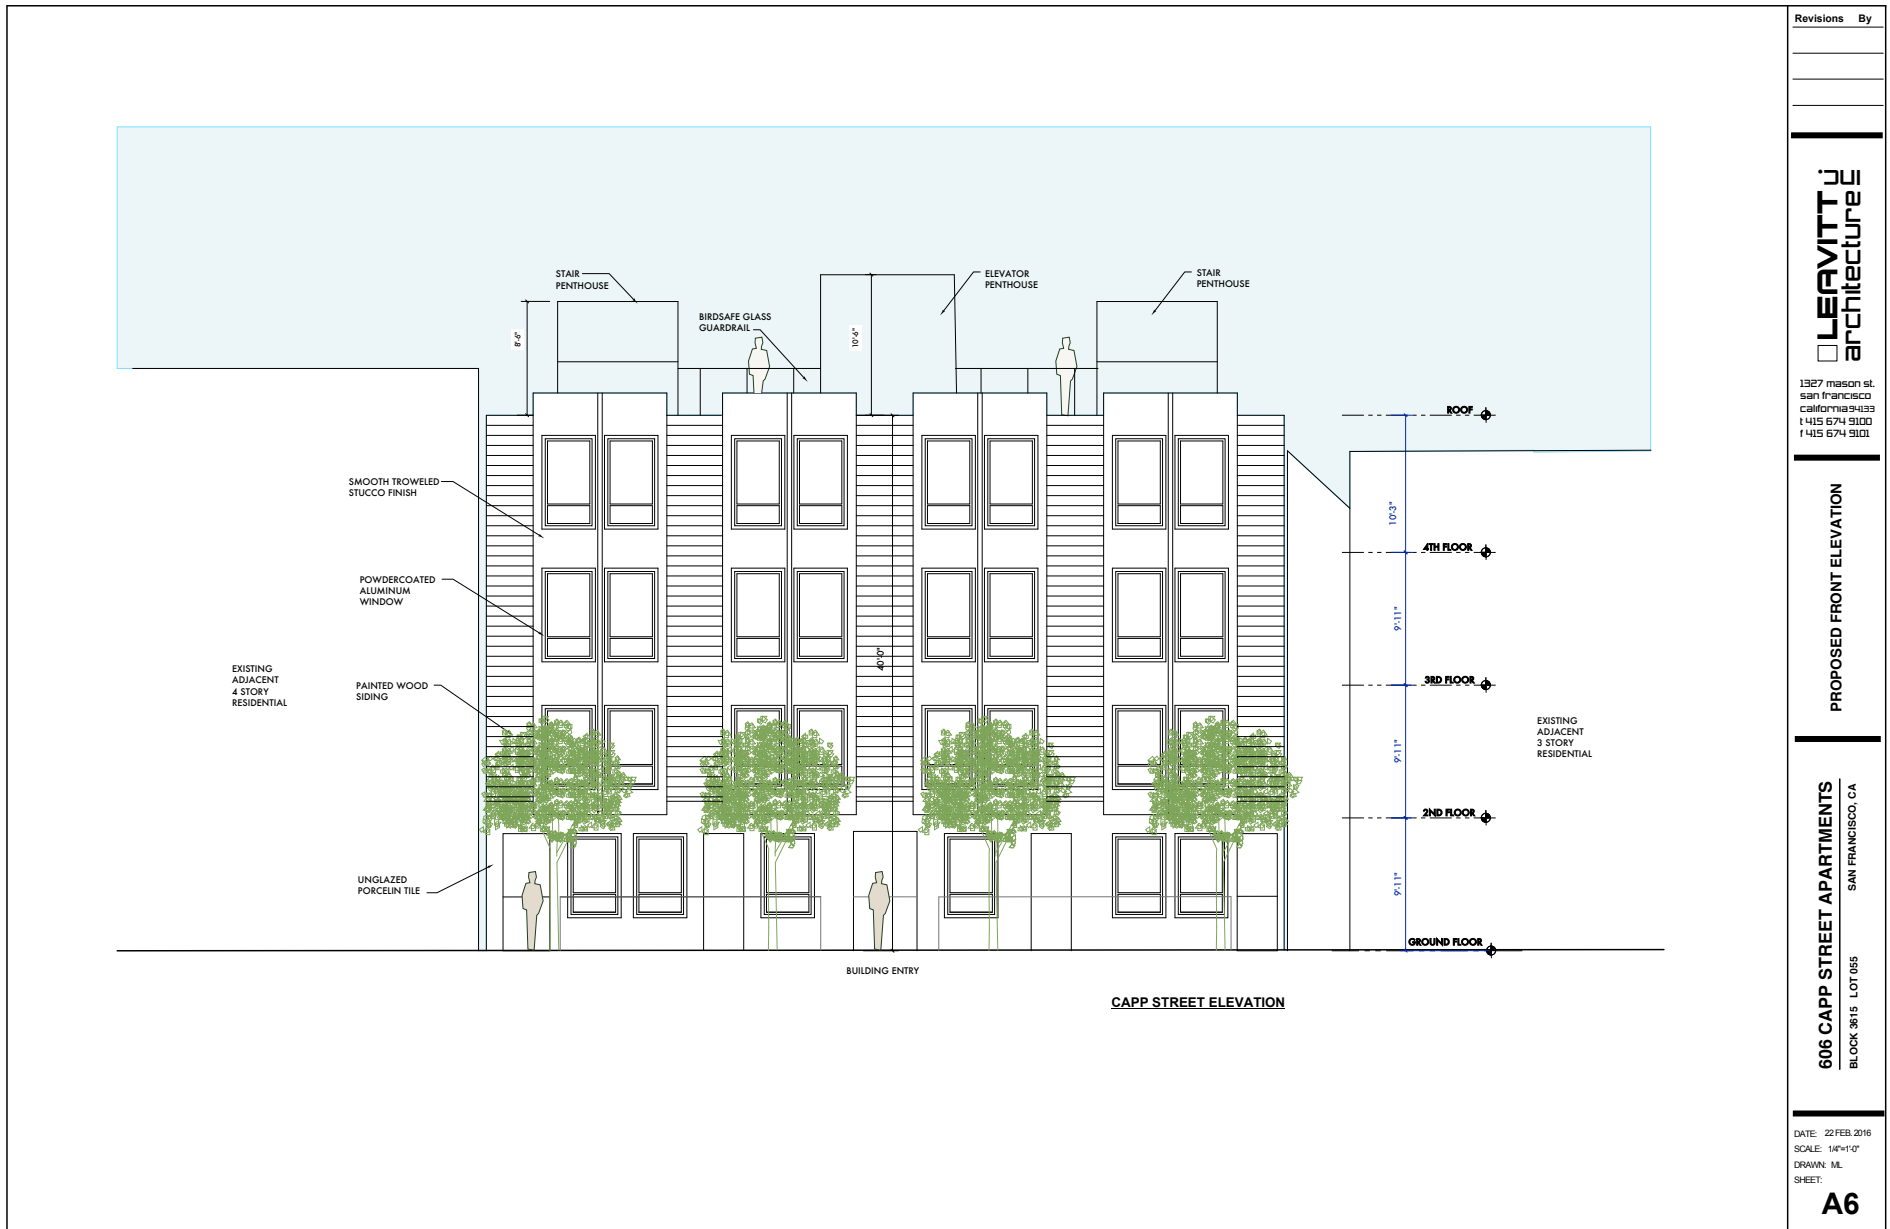 Revisions By
LEAVITT
architecture
1327 mason st.
san francisco
california 94133
t 415 674 9100
f 415 674 9101
PROPOSED FRONT ELEVATION
606 CAPP STREET APARTMENTS
BLOCK 3615 LOT 055
SAN FRANCISCO, CA
DATE: 22 FEB. 2016
SCALE: 1/4"=1'-0"
DRAWN: ML
SHEET:
A6
STAIR
PENTHOUSE
ELEVATOR
PENTHOUSE
STAIR
PENTHOUSE
BIRDSAFE GLASS
GUARDRAIL
8'-6"
10'-6"
ROOF
SMOOTH TROWELED
STUCCO FINISH
10'-3"
4TH FLOOR
POWDERCOATED
ALUMINUM
WINDOW
9'-11"
40'-0"
EXISTING
ADJACENT
4 STORY
RESIDENTIAL
PAINTED WOOD
SIDING
3RD FLOOR
EXISTING
ADJACENT
3 STORY
RESIDENTIAL
9'-11"
2ND FLOOR
UNGLAZED
PORCELIN TILE
9'-11"
GROUND FLOOR
BUILDING ENTRY
CAPP STREET ELEVATION